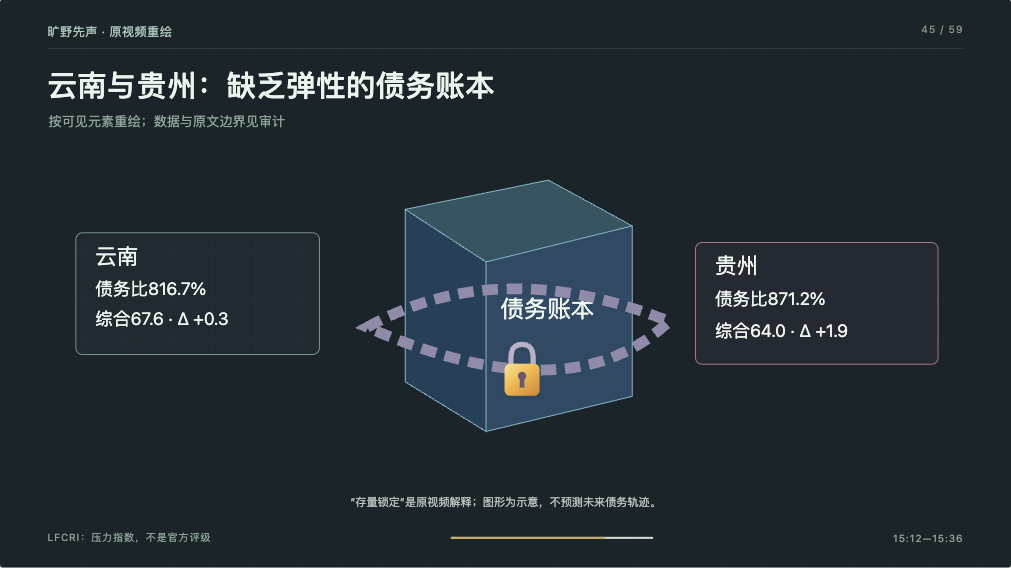 旷野先声 · 原视频重绘
45 / 59
云南与贵州：缺乏弹性的债务账本
按可见元素重绘；数据与原文边界见审计
云南
债务比816.7%
综合67.6 · Δ +0.3
债务账本
贵州
债务比871.2%
综合64.0 · Δ +1.9
“存量锁定”是原视频解释；图形为示意，不预测未来债务轨迹。
LFCRI：压力指数，不是官方评级
15:12—15:36